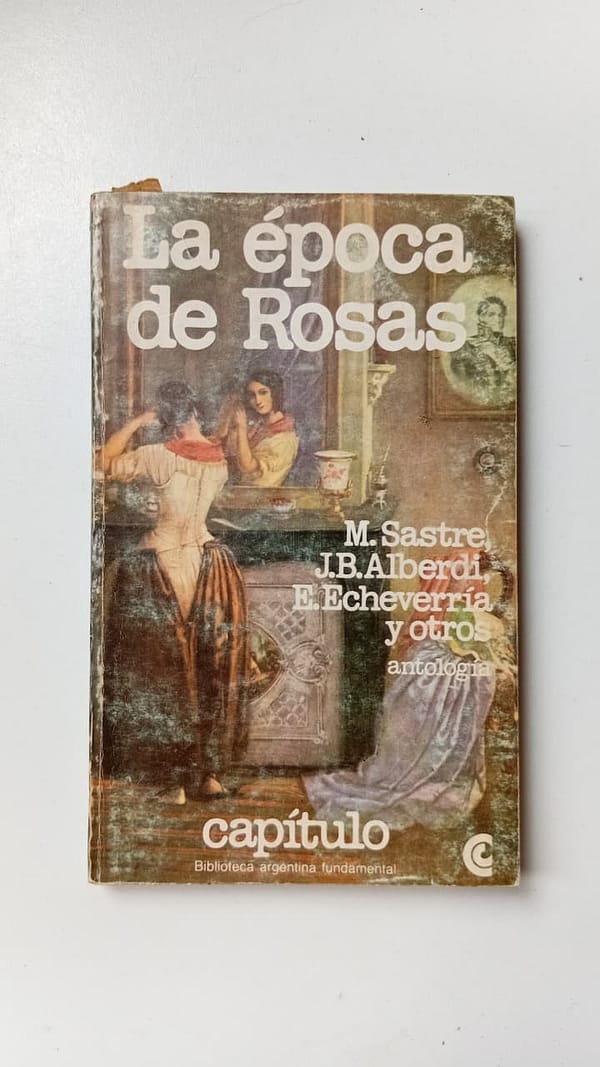 La época
de Rosas
M. Sastre,
J.B. Alberdi,
E. Echeverría
y otros
antología
capítulo
Biblioteca argentina fundamental